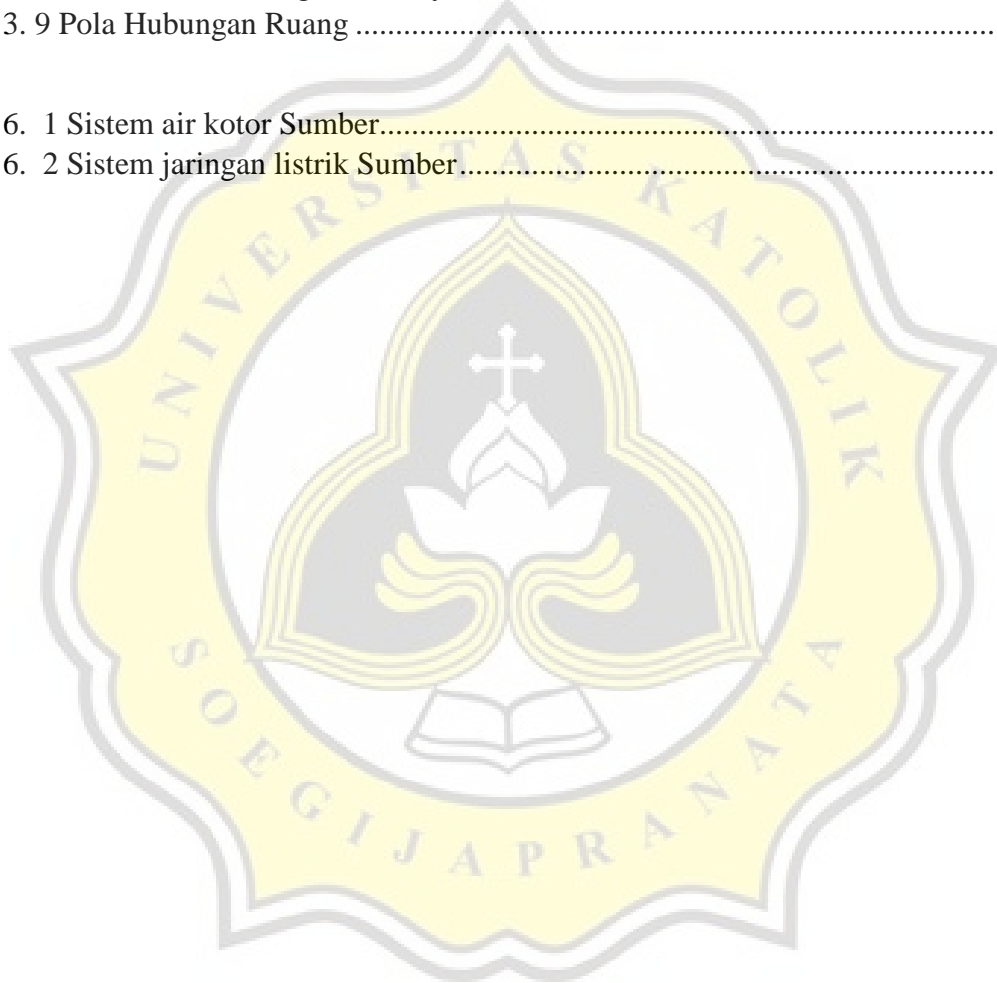 3. 9 Pola Hubungan Ruang ................................................................................
6.  1 Sistem air kotor Sumber.............................................................................
6.  2 Sistem jaringan listrik Sumber...................................................................
UNIVERSITAS KATOLIK
SOEGIJAPRANATA